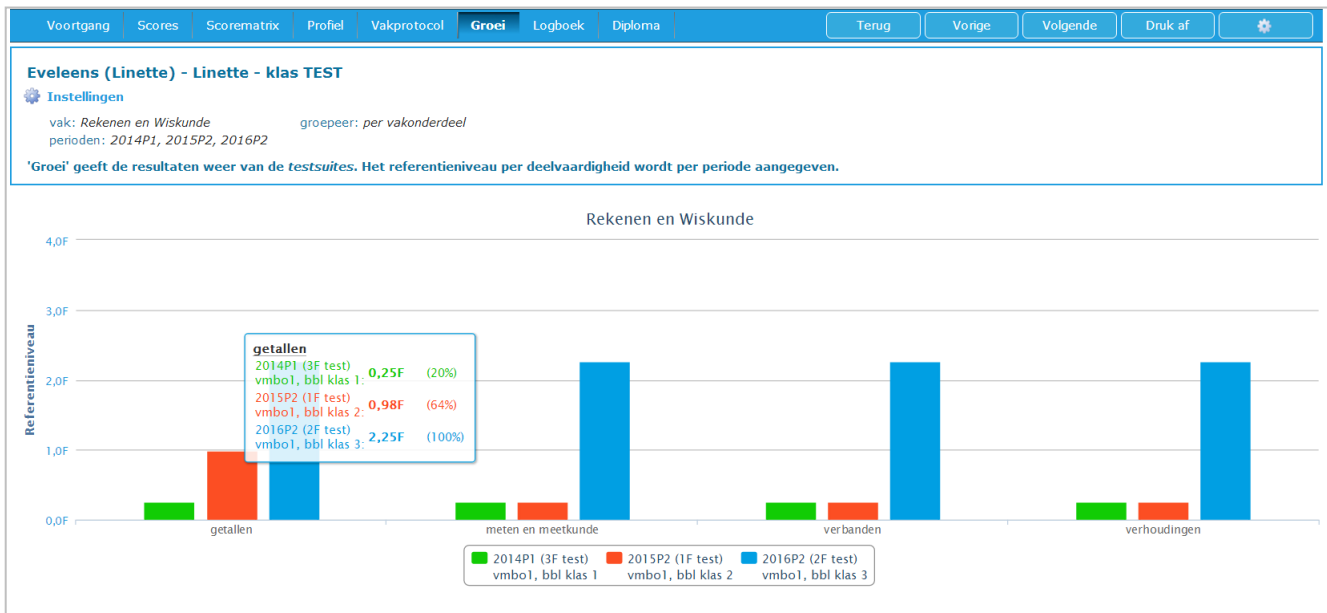 Voortgang Scores Scorematrix Profiel Vakprotocol Groei Logboek Diploma Terug Vorige Volgende Druk af
Eveleens (Linette) - Linette - klas TEST
Instellingen
vak: Rekenen en Wiskunde groepeer: per vakonderdeel
perioden: 2014P1, 2015P2, 2016P2
'Groei' geeft de resultaten weer van de testsuites. Het referentieniveau per deelvaardigheid wordt per periode aangegeven.
Rekenen en Wiskunde
Referentieniveau
4,0F
3,0F
2,0F
1,0F
0,0F
getallen
2014P1 (3F test)
vmbo1, bbl klas 1: 0,25F (20%)
2015P2 (1F test)
vmbo1, bbl klas 2: 0,98F (64%)
2016P2 (2F test)
vmbo1, bbl klas 3: 2,25F (100%)
getallen meten en meetkunde verbanden verhoudingen
2014P1 (3F test) 2015P2 (1F test) 2016P2 (2F test)
vmbo1, bbl klas 1 vmbo1, bbl klas 2 vmbo1, bbl klas 3